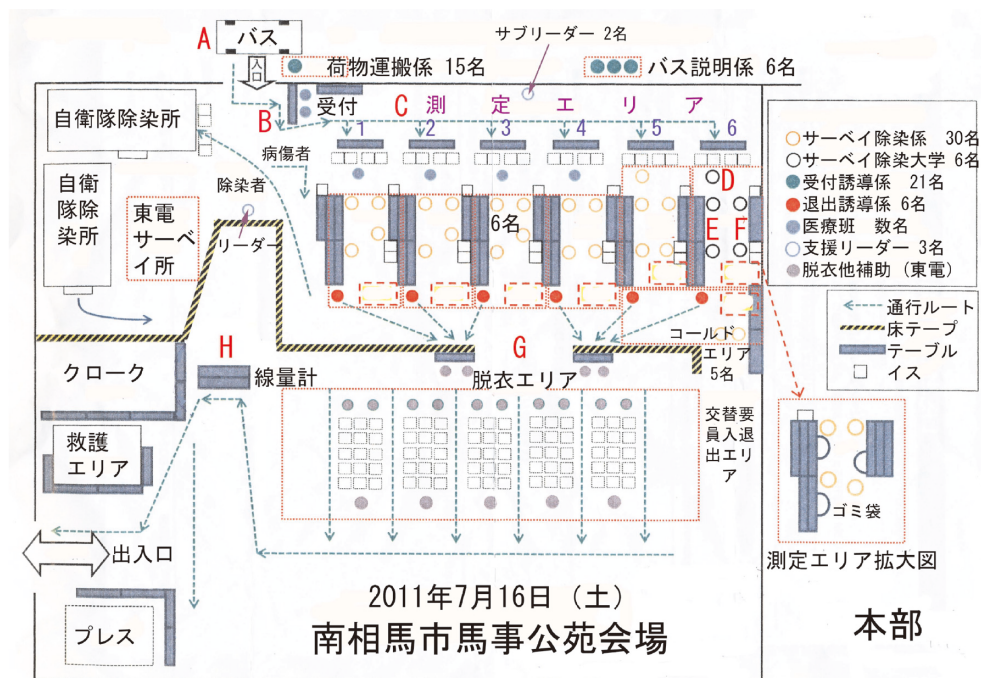 サブリーダー 2名
A
バス
入口
荷物運搬係 15名
バス説明係 6名
自衛隊除染所
受付
C 測 定 エ リ ア
B
1 2 3 4 5 6
病傷者
サーベイ除染係 30名
サーベイ除染大学 6名
受付誘導係 21名
退出誘導係 6名
医療班 数名
支援リーダー 3名
脱衣他補助（東電）
D
自衛
隊除
染所
除染者
東電
サーベ
イ所
リーダー
6名
E F
通行ルート
床テープ
テーブル
イス
コールド
エリア
5名
H
G
クローク
線量計
脱衣エリア
交替要
員入退
出エリ
ア
救護
エリア
ゴミ袋
出入口
測定エリア拡大図
2011年7月16日（土）
プレス
南相馬市馬事公苑会場
本部